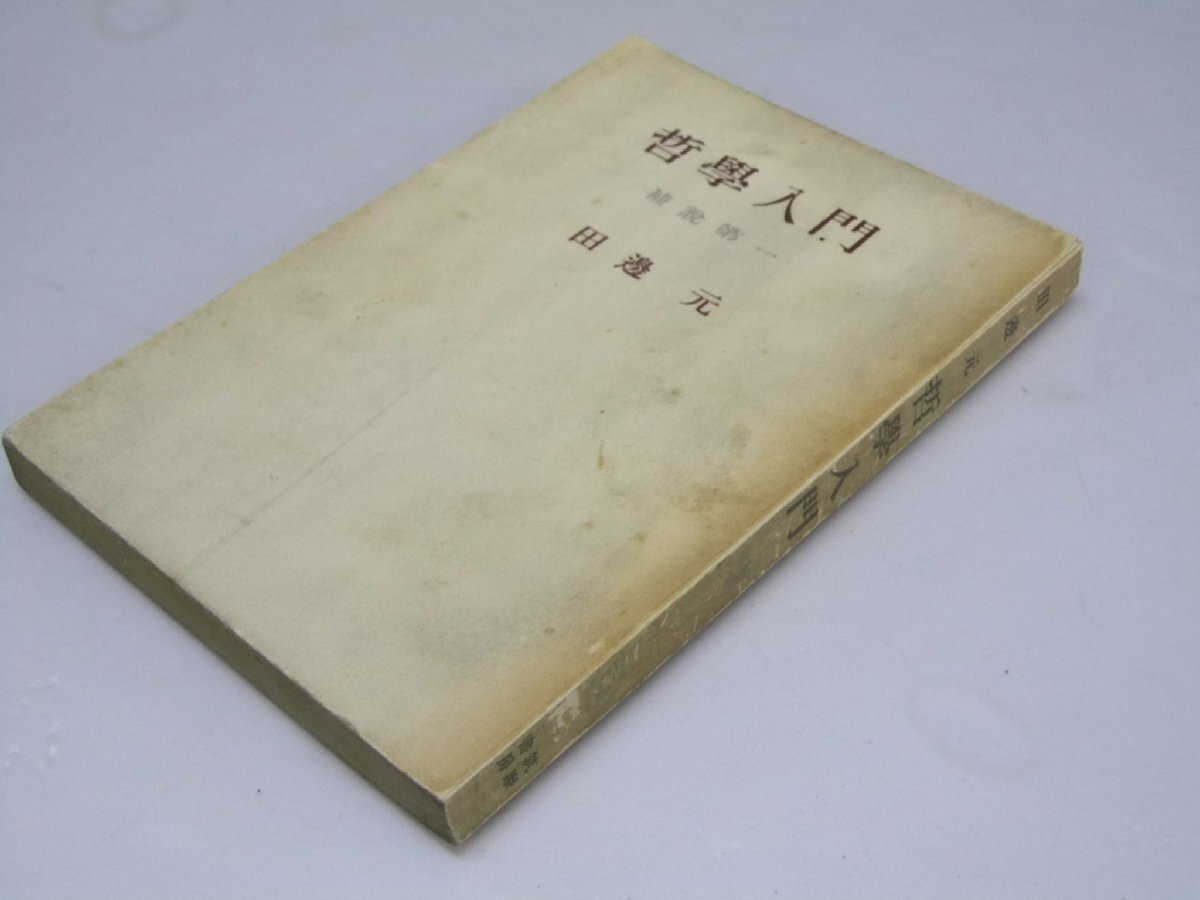 哲學入門
補說第一
田邊元
田邊元
哲學入門
筑摩
書房